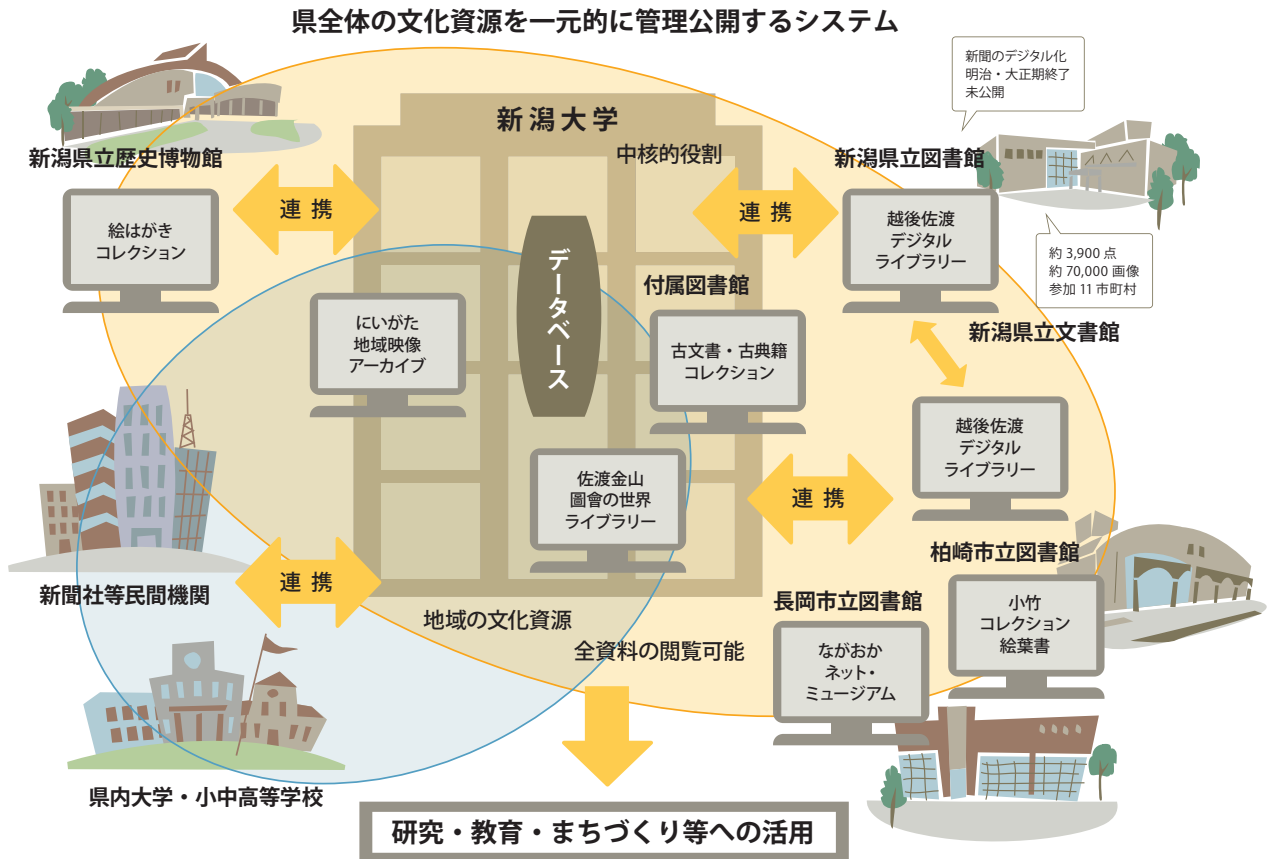 県全体の文化資源を一元的に管理公開するシステム
新聞のデジタル化
明治・大正期終了
未公開
新潟大学
中核的役割
新潟県立歴史博物館
絵はがき
コレクション
連携
連携
新潟県立図書館
越後佐渡
デジタル
ライブラリー
約 3,900 点
約 70,000 画像
参加 11 市町村
データベース
にいがた
地域映像
アーカイブ
付属図書館
古文書・古典籍
コレクション
新潟県立文書館
越後佐渡
デジタル
ライブラリー
佐渡金山
圖會の世界
ライブラリー
連携
新聞社等民間機関
連携
柏崎市立図書館
小竹
コレクション
絵葉書
長岡市立図書館
ながおか
ネット・
ミュージアム
地域の文化資源
全資料の閲覧可能
県内大学・小中高等学校
研究・教育・まちづくり等への活用